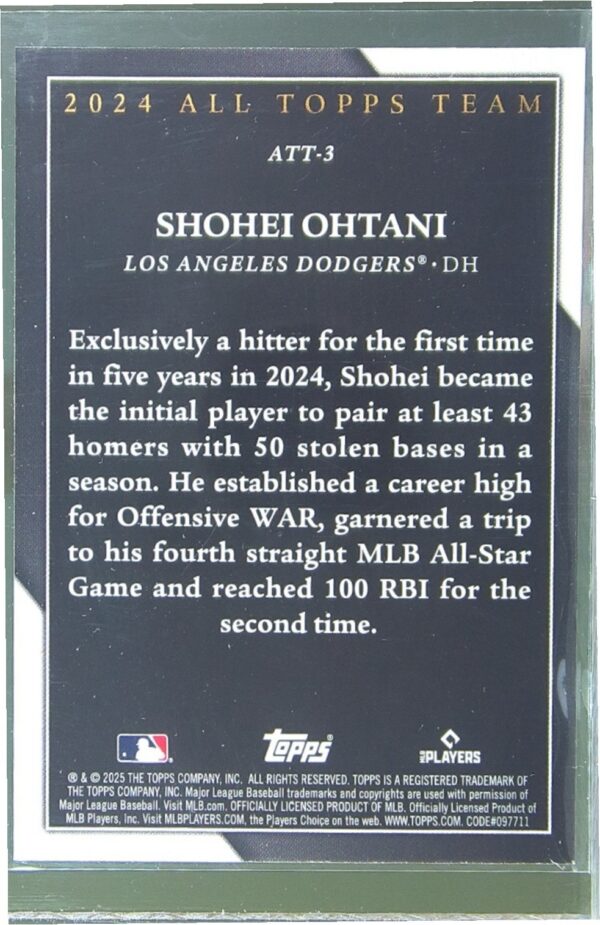 2024 ALL TOPPS TEAM
ATT-3
SHOHEI OHTANI
LOS ANGELES DODGERS® · DH
Exclusively a hitter for the first time
in five years in 2024, Shohei became
the initial player to pair at least 43
homers with 50 stolen bases in a
season. He established a career high
for Offensive WAR, garnered a trip
to his fourth straight MLB All-Star
Game and reached 100 RBI for the
second time.
Topps® PLAYERS
® & © 2025 THE TOPPS COMPANY, INC. ALL RIGHTS RESERVED. TOPPS IS A REGISTERED TRADEMARK OF
THE TOPPS COMPANY, INC. Major League Baseball trademarks and copyrights are used with permission of
Major League Baseball. Visit MLB.com. OFFICIALLY LICENSED PRODUCT OF MLB. Officially Licensed Product of
MLB Players, Inc. Visit MLBPLAYERS.COM, the Players Choice on the web. WWW.TOPPS.COM. CODE#097711